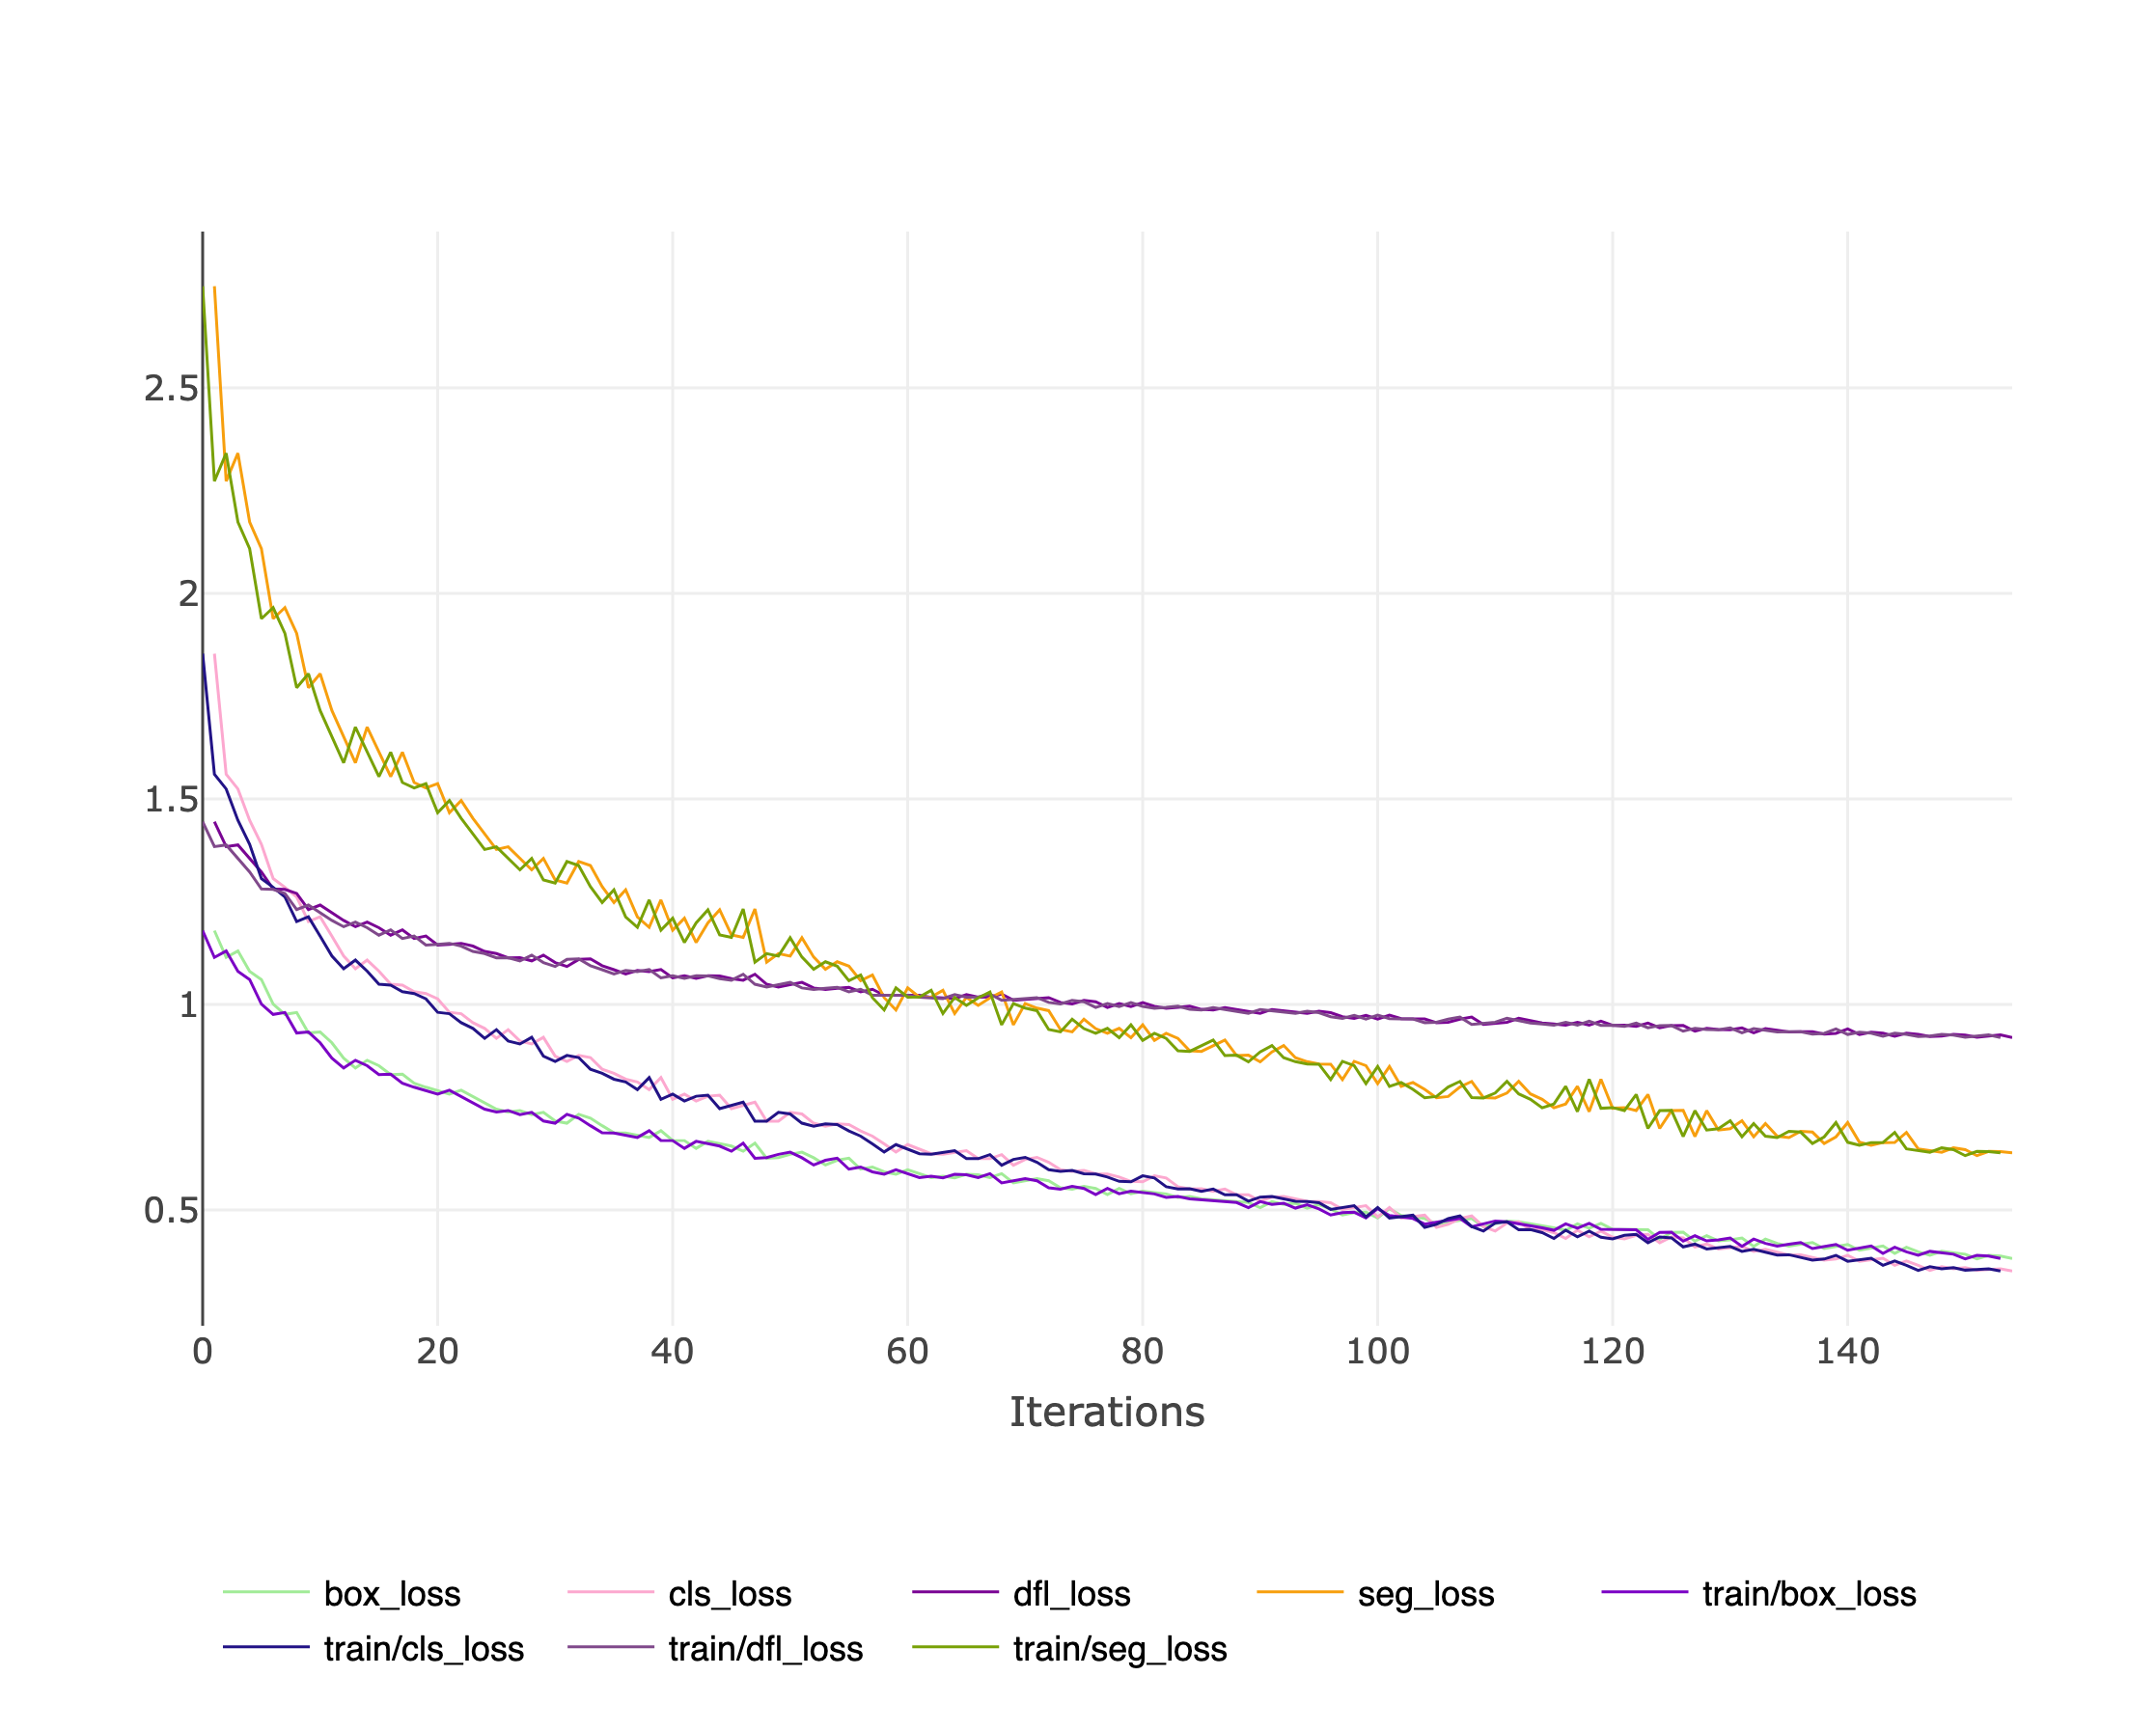 2.5
2
1.5
1
0.5
0 20 40 60 80 100 120 140
Iterations
box_loss cls_loss dfl_loss seg_loss train/box_loss
train/cls_loss train/dfl_loss train/seg_loss